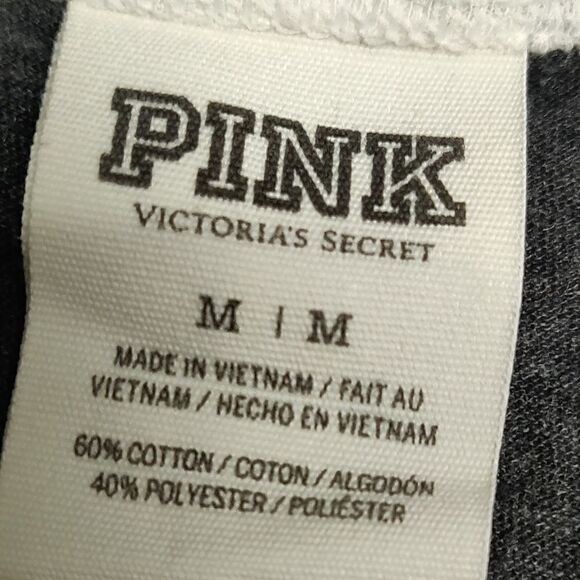 PINK
VICTORIA'S SECRET
M | M
MADE IN VIETNAM / FAIT AU
VIETNAM / HECHO EN VIETNAM
60% COTTON / COTON / ALGODÓN
40% POLYESTER / POLIÉSTER